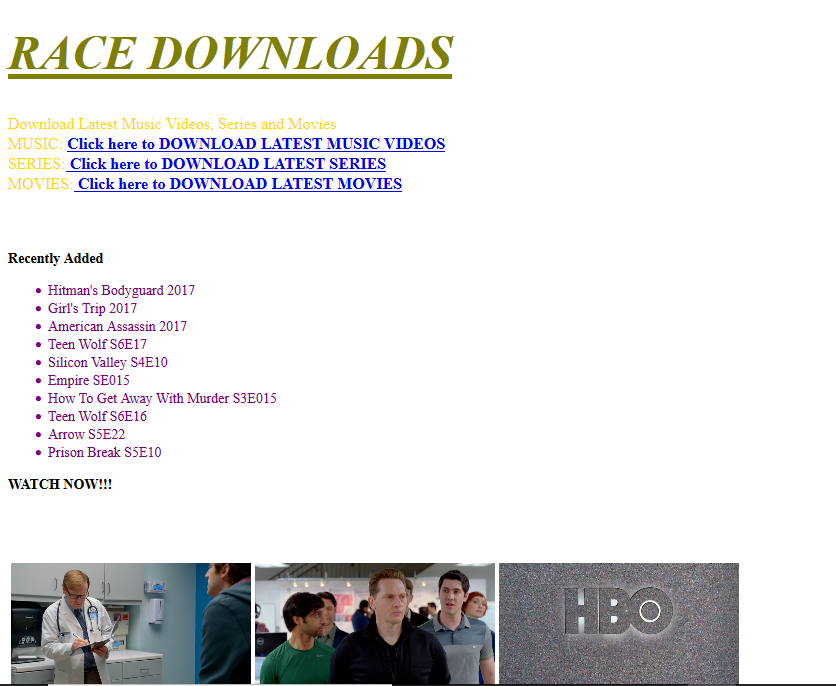 RACE DOWNLOADS
Download Latest Music Videos, Series and Movies
MUSIC: Click here to DOWNLOAD LATEST MUSIC VIDEOS
SERIES: Click here to DOWNLOAD LATEST SERIES
MOVIES: Click here to DOWNLOAD LATEST MOVIES
Recently Added
Hitman's Bodyguard 2017
Girl's Trip 2017
American Assassin 2017
Teen Wolf S6E17
Silicon Valley S4E10
Empire SE015
How To Get Away With Murder S3E015
Teen Wolf S6E16
Arrow S5E22
Prison Break S5E10
WATCH NOW!!!
HBO